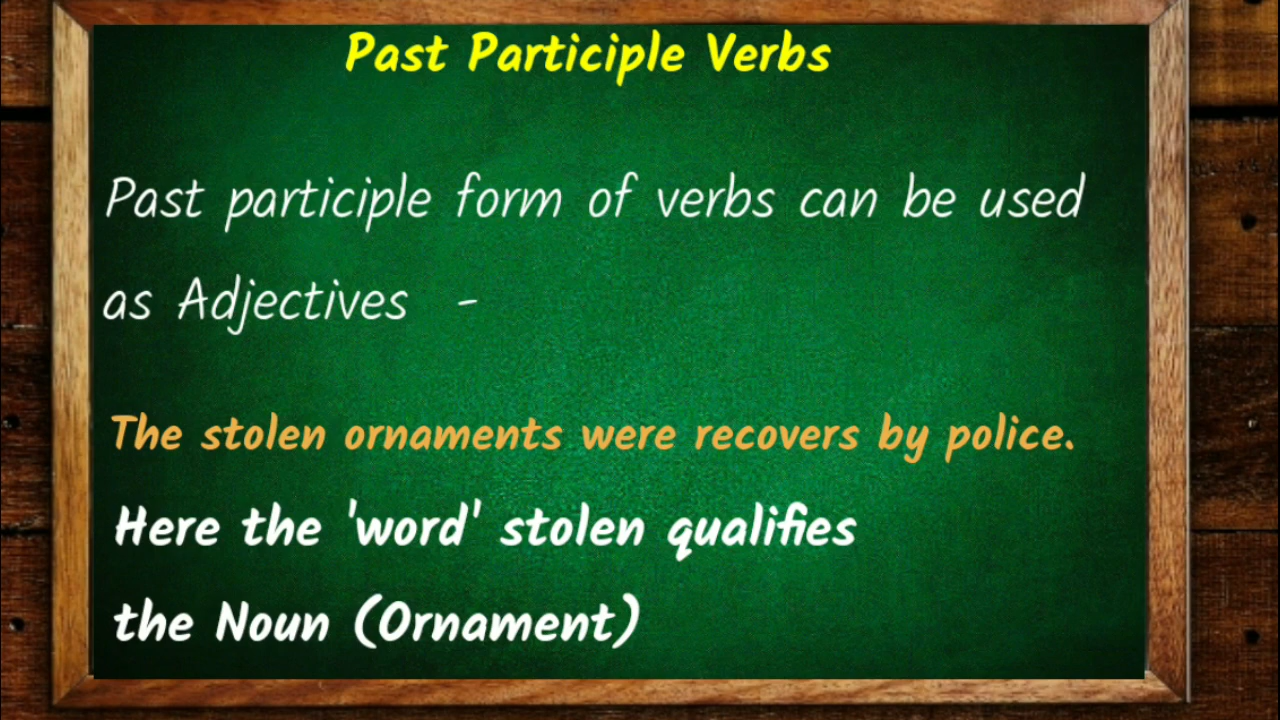 Past Participle Verbs
Past participle form of verbs can be used
as Adjectives -
The stolen ornaments were recovers by police.
Here the 'word' stolen qualifies
the Noun (Ornament)